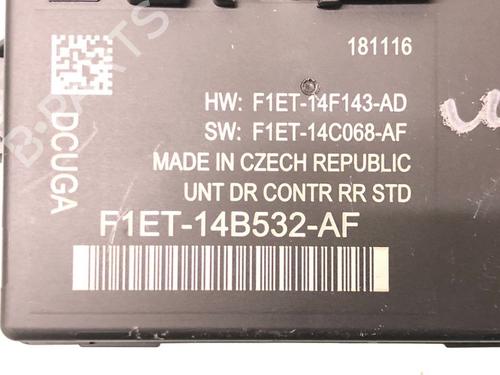 181116
HW: F1ET-14F143-AD
SW: F1ET-14C068-AF
MADE IN CZECH REPUBLIC
UNT DR CONTR RR STD
F1ET-14B532-AF
DCUGA
B-PARTS